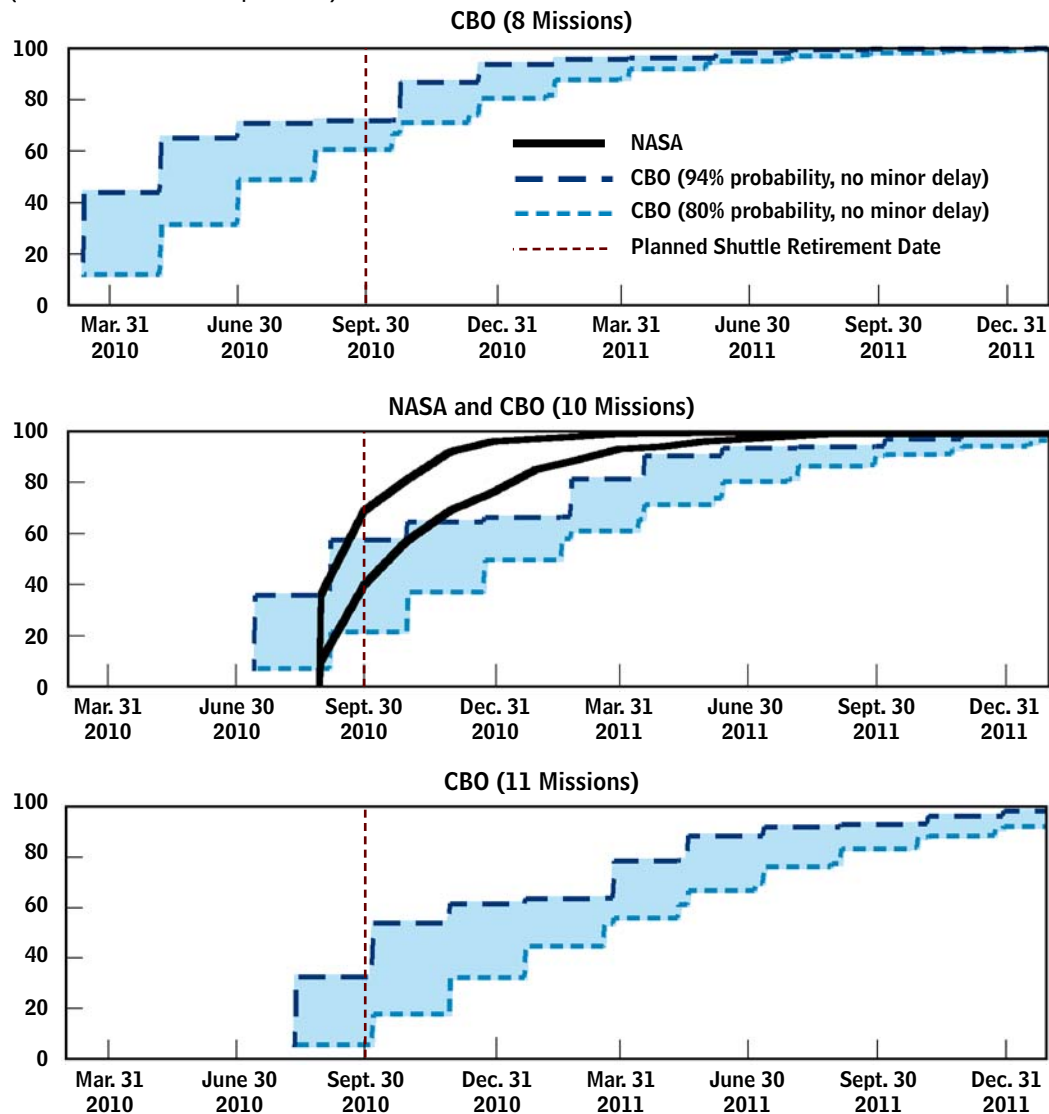 CBO (8 Missions)
100
80
60
40
20
0
NASA
CBO (94% probability, no minor delay)
CBO (80% probability, no minor delay)
Planned Shuttle Retirement Date
Mar. 31 June 30 Sept. 30 Dec. 31 Mar. 31 June 30 Sept. 30 Dec. 31
2010 2010 2010 2010 2011 2011 2011 2011
NASA and CBO (10 Missions)
100
80
60
40
20
0
Mar. 31 June 30 Sept. 30 Dec. 31 Mar. 31 June 30 Sept. 30 Dec. 31
2010 2010 2010 2010 2011 2011 2011 2011
CBO (11 Missions)
100
80
60
40
20
0
Mar. 31 June 30 Sept. 30 Dec. 31 Mar. 31 June 30 Sept. 30 Dec. 31
2010 2010 2010 2010 2011 2011 2011 2011